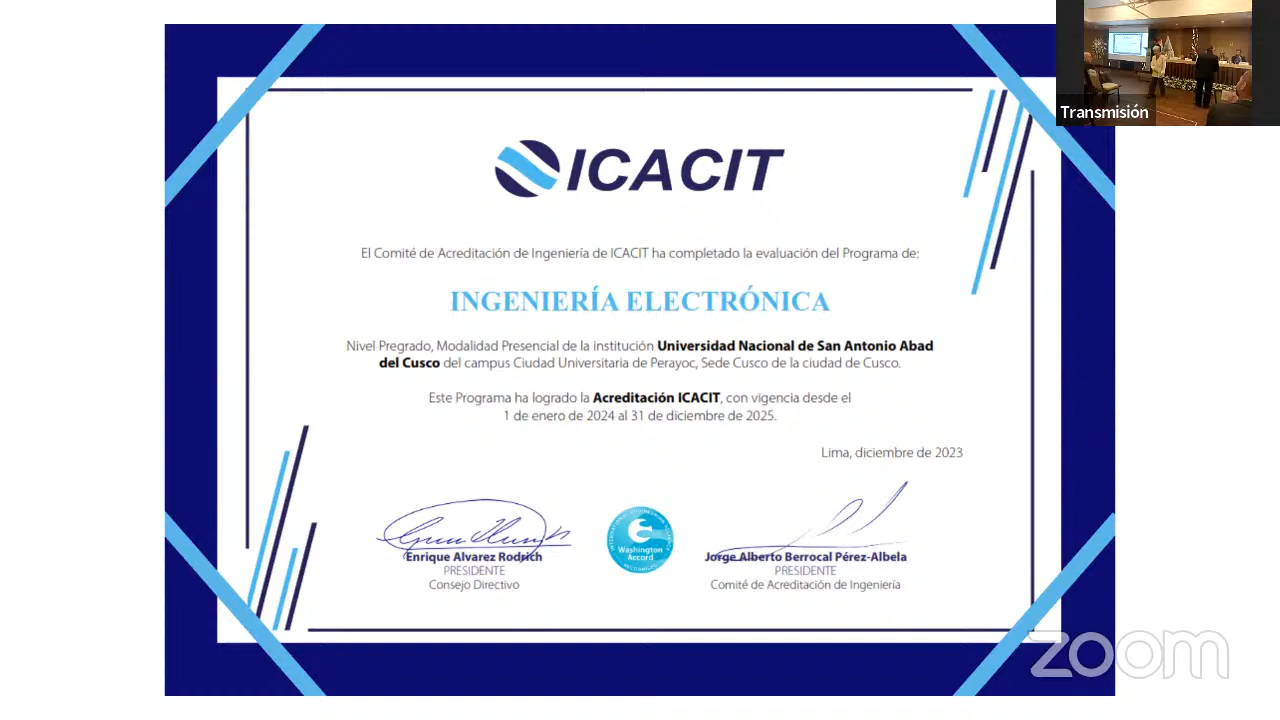 Transmisión
ICACIT
El Comité de Acreditación de Ingeniería de ICACIT ha completado la evaluación del Programa de:
INGENIERÍA ELECTRÓNICA
Nivel Pregrado, Modalidad Presencial de la institución Universidad Nacional de San Antonio Abad
del Cusco del campus Ciudad Universitaria de Perayoc, Sede Cusco de la ciudad de Cusco.
Este Programa ha logrado la Acreditación ICACIT, con vigencia desde el
1 de enero de 2024 al 31 de diciembre de 2025.
Lima, diciembre de 2023
Enrique Alvarez Rodrich
PRESIDENTE
Consejo Directivo
INTERNATIONAL ENGINEERING ALLIANCE
Washington
Accord
RECOGNIZED
Jorge Alberto Berrocal Pérez-Albela
PRESIDENTE
Comité de Acreditación de Ingeniería
zoom